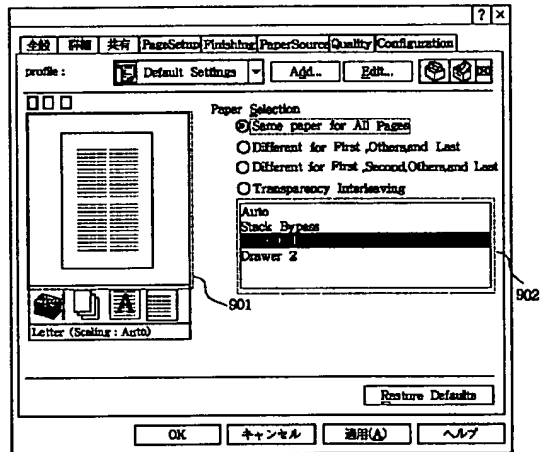 ? ×
全般 詳細 共有 PageSetup Finishing PaperSource Quality Configuration
profile : Default Settings Add... Edit...
Paper Selection
Same paper for All Pages
Different for First ,Others,and Last
Different for First ,Second,Others,and Last
Transparency Interleaving
Auto
Stack Bypass
Drawer 2
901
902
A
Letter (Scaling : Auto)
Restore Defaults
OK キャンセル 適用(A) ヘルプ